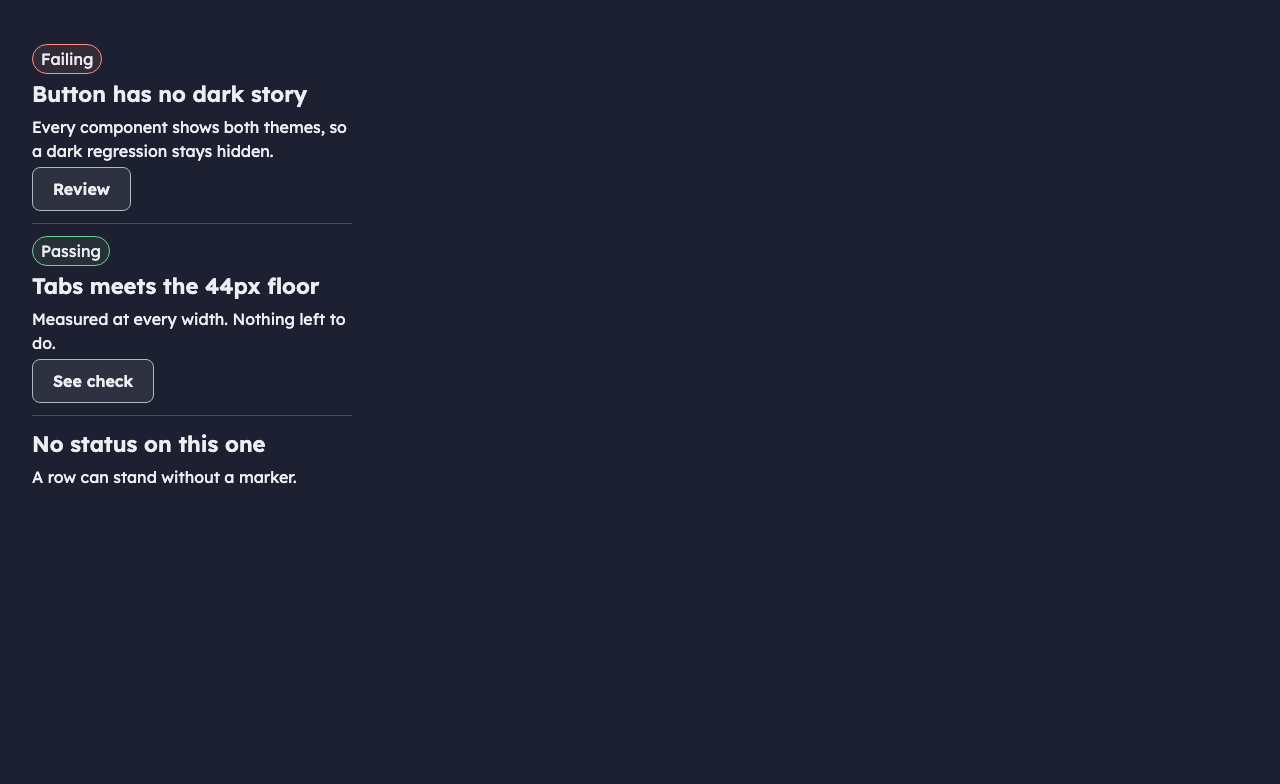 Failing
Button has no dark story
Every component shows both themes, so
a dark regression stays hidden.
Review
Passing
Tabs meets the 44px floor
Measured at every width. Nothing left to
do.
See check
No status on this one
A row can stand without a marker.